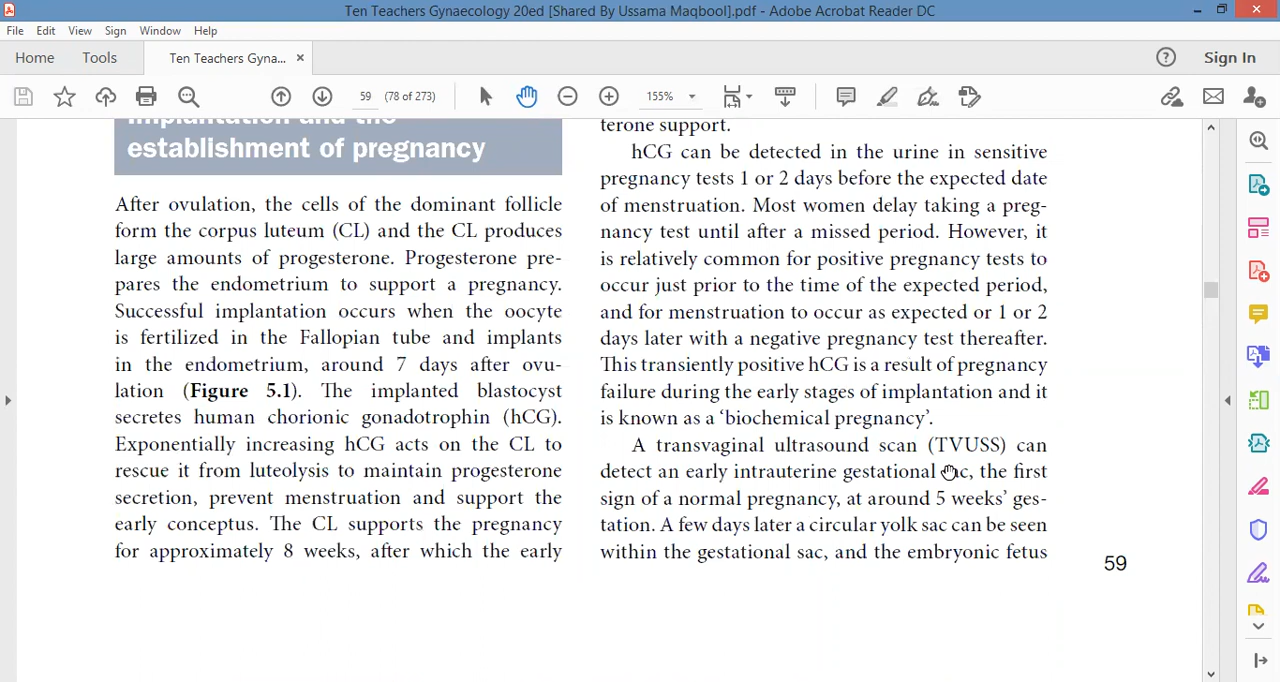 Ten Teachers Gynaecology 20ed [Shared By Ussama Maqbool].pdf - Adobe Acrobat Reader DC
File Edit View Sign Window Help
Home Tools Ten Teachers Gyna... × Sign In
59 (78 of 273) 155%
establishment of pregnancy
After ovulation, the cells of the dominant follicle
form the corpus luteum (CL) and the CL produces
large amounts of progesterone. Progesterone pre-
pares the endometrium to support a pregnancy.
Successful implantation occurs when the oocyte
is fertilized in the Fallopian tube and implants
in the endometrium, around 7 days after ovu-
lation (Figure 5.1). The implanted blastocyst
secretes human chorionic gonadotrophin (hCG).
Exponentially increasing hCG acts on the CL to
rescue it from luteolysis to maintain progesterone
secretion, prevent menstruation and support the
early conceptus. The CL supports the pregnancy
for approximately 8 weeks, after which the early
terone support.
hCG can be detected in the urine in sensitive
pregnancy tests 1 or 2 days before the expected date
of menstruation. Most women delay taking a preg-
nancy test until after a missed period. However, it
is relatively common for positive pregnancy tests to
occur just prior to the time of the expected period,
and for menstruation to occur as expected or 1 or 2
days later with a negative pregnancy test thereafter.
This transiently positive hCG is a result of pregnancy
failure during the early stages of implantation and it
is known as a ‘biochemical pregnancy’.
A transvaginal ultrasound scan (TVUSS) can
detect an early intrauterine gestational sac, the first
sign of a normal pregnancy, at around 5 weeks’ ges-
tation. A few days later a circular yolk sac can be seen
within the gestational sac, and the embryonic fetus
59